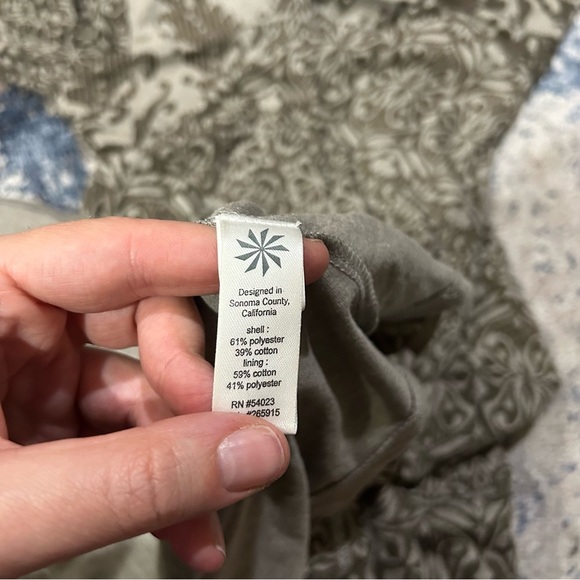 Designed in
Sonoma County,
California
shell :
61% polyester
39% cotton
lining :
59% cotton
41% polyester
RN #54023
#265915